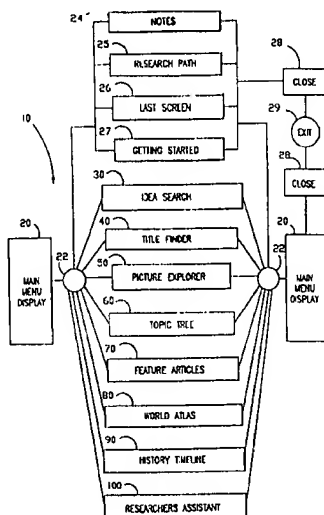 24
NOTES
25
RESEARCH PATH
28
CLOSE
26
LAST SCREEN
29
EXIT
27
GETTING STARTED
10
28
CLOSE
30
IDEA SEARCH
20
22
40
TITLE FINDER
22
20
MAIN
MENU
DISPLAY
50
PICTURE EXPLORER
MAIN
MENU
DISPLAY
60
TOPIC TREE
70
FEATURE ARTICLES
80
WORLD ATLAS
90
HISTORY TIMELINE
100
RESEARCHERS ASSISTANT